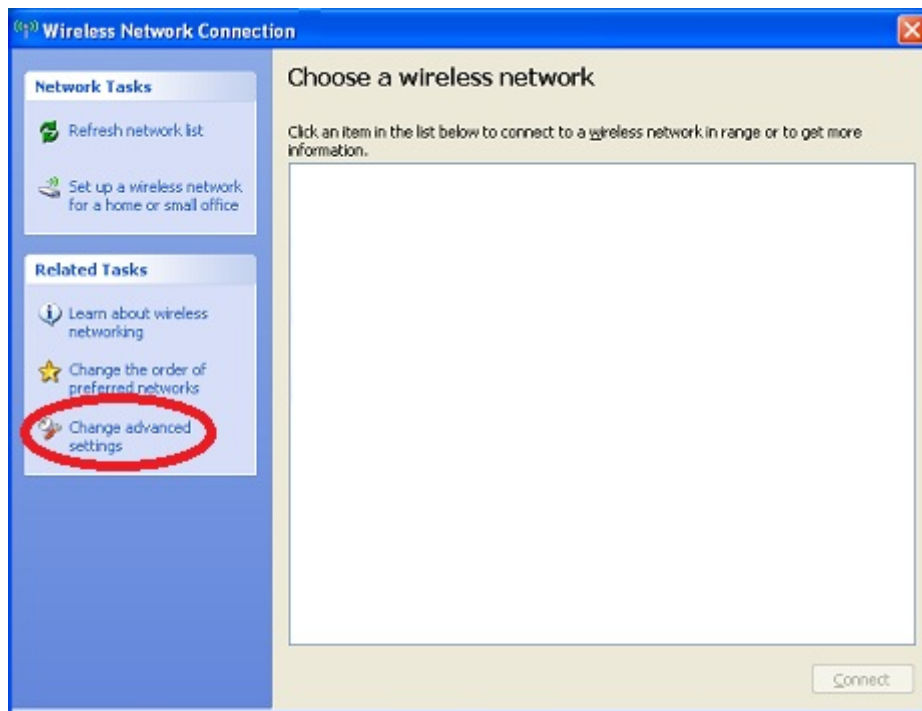 Wireless Network Connection
Network Tasks
Refresh network list
Set up a wireless network
for a home or small office
Related Tasks
Learn about wireless
networking
Change the order of
preferred networks
Change advanced
settings
Choose a wireless network
Click an item in the list below to connect to a wireless network in range or to get more
information.
Connect